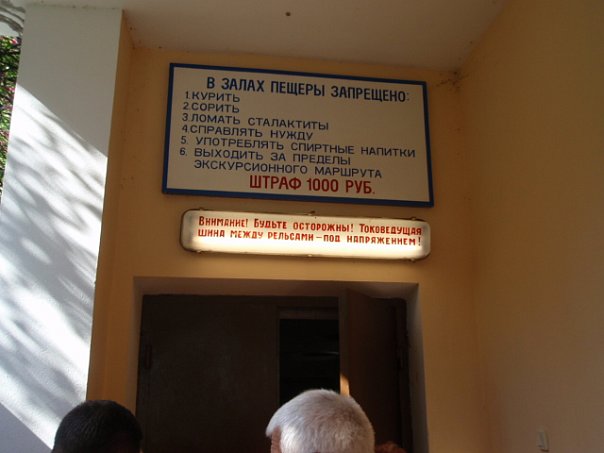 В ЗАЛАХ ПЕЩЕРЫ ЗАПРЕЩЕНО:
1.КУРИТЬ
2.СОРИТЬ
3.ЛОМАТЬ СТАЛАКТИТЫ
4.СПРАВЛЯТЬ НУЖДУ
5. УПОТРЕБЛЯТЬ СПИРТНЫЕ НАПИТКИ
6. ВЫХОДИТЬ ЗА ПРЕДЕЛЫ
ЭКСКУРСИОННОГО МАРШРУТА
ШТРАФ 1000 РУБ.
ВНИМАНИЕ! БУДЬТЕ ОСТОРОЖНЫ! ТОКОВЕДУЩАЯ
ШИНА МЕЖДУ РЕЛЬСАМИ – ПОД НАПРЯЖЕНИЕМ!